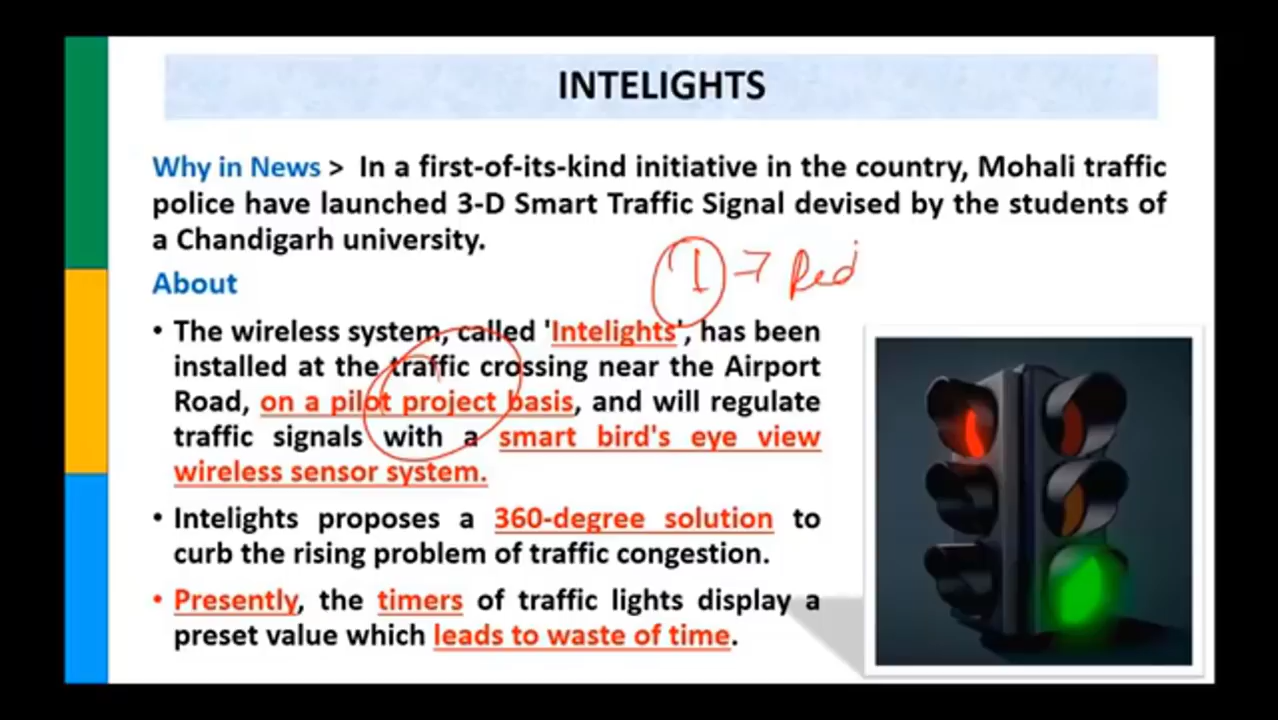 INTELIGHTS
Why in News > In a first-of-its-kind initiative in the country, Mohali traffic
police have launched 3-D Smart Traffic Signal devised by the students of
a Chandigarh university.
1 → Red
About
• The wireless system, called 'Intelights', has been
installed at the traffic crossing near the Airport
Road, on a pilot project basis, and will regulate
traffic signals with a smart bird's eye view
wireless sensor system.
• Intelights proposes a 360-degree solution to
curb the rising problem of traffic congestion.
• Presently, the timers of traffic lights display a
preset value which leads to waste of time.